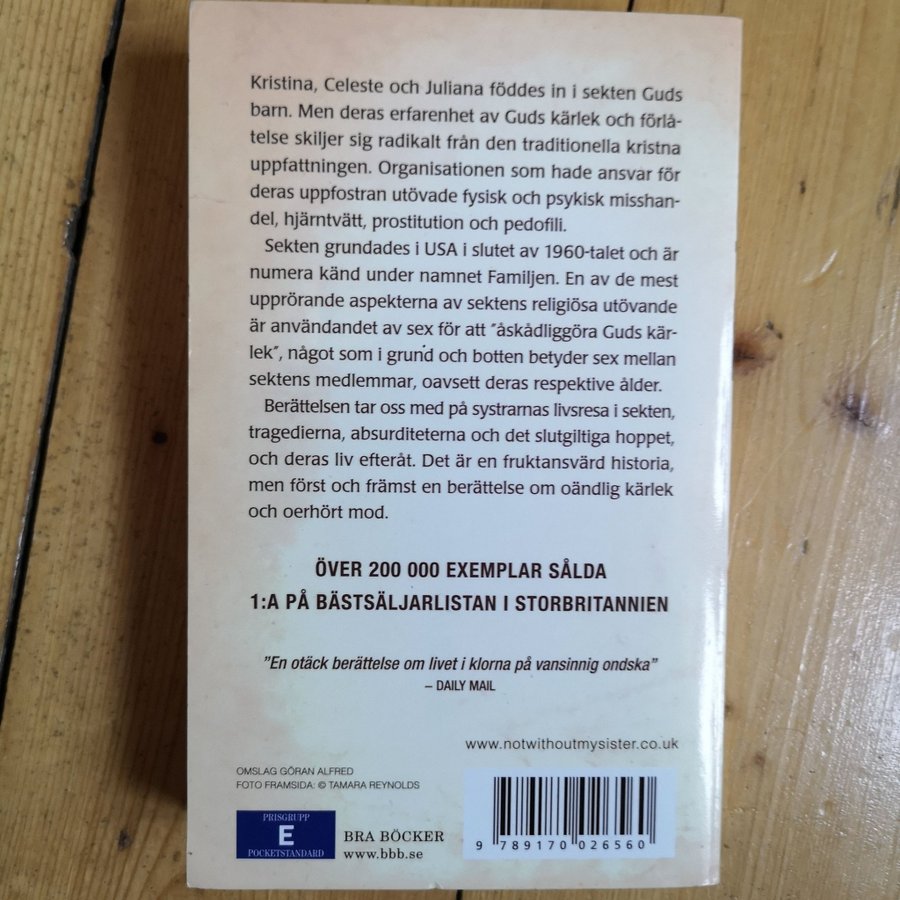 Kristina, Celeste och Juliana föddes in i sekten Guds
barn. Men deras erfarenhet av Guds kärlek och förlå-
telse skiljer sig radikalt från den traditionella kristna
uppfattningen. Organisationen som hade ansvar för
deras uppfostran utövade fysisk och psykisk misshan-
del, hjärntvätt, prostitution och pedofili.
Sekten grundades i USA i slutet av 1960-talet och är
numera känd under namnet Familjen. En av de mest
upprörande aspekterna av sektens religiösa utövande
är användandet av sex för att "åskådliggöra Guds kär-
lek", något som i grund och botten betyder sex mellan
sektens medlemmar, oavsett deras respektive ålder.
Berättelsen tar oss med på systrarnas livsresa i sekten,
tragedierna, absurditeterna och det slutgiltiga hoppet,
och deras liv efteråt. Det är en fruktansvärd historia,
men först och främst en berättelse om oändlig kärlek
och oerhört mod.
ÖVER 200 000 EXEMPLAR SÅLDA
1:A PÅ BÄSTSÄLJARLISTAN I STORBRITANNIEN
"En otäck berättelse om livet i klorna på vansinnig ondska"
– DAILY MAIL
www.notwithoutmysister.co.uk
OMSLAG GÖRAN ALFRED
FOTO FRAMSIDA: © TAMARA REYNOLDS
PRISGRUPP
E
POCKETSTANDARD
BRA BÖCKER
www.bbb.se
9 789170 026560